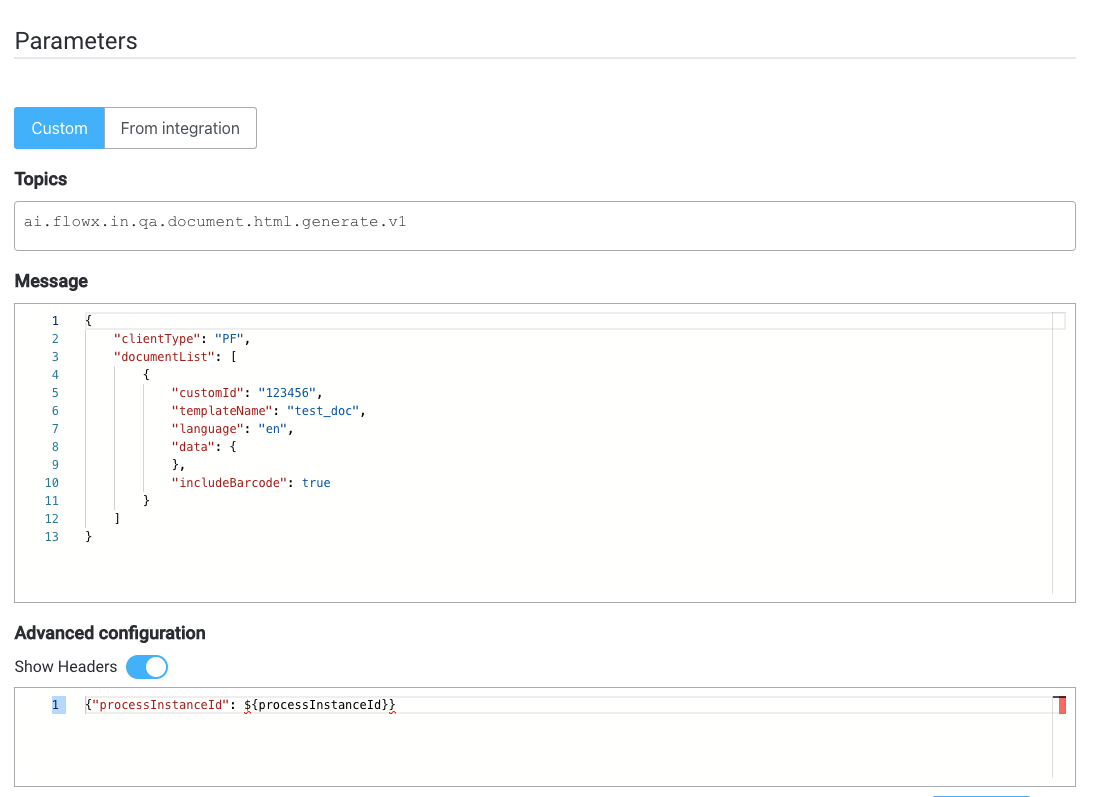 Parameters
Custom From integration
Topics
ai.flowx.in.qa.document.html.generate.v1
Message
1 {
2     "clientType": "PF",
3     "documentList": [
4         {
5             "customId": "123456",
6             "templateName": "test_doc",
7             "language": "en",
8             "data": {
9             },
10             "includeBarcode": true
11         }
12     ]
13 }
Advanced configuration
Show Headers
1 {"processInstanceId": ${processInstanceId}}